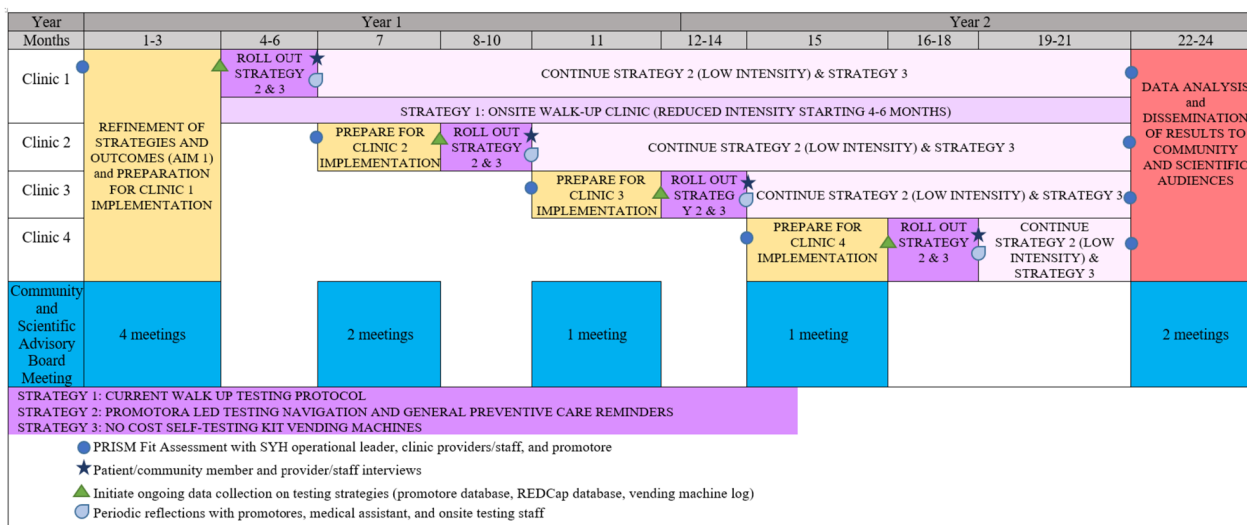 Year Year 1 Year 2
Months 1-3 4-6 7 8-10 11 12-14 15 16-18 19-21 22-24
Clinic 1
REFINEMENT OF
STRATEGIES AND
OUTCOMES (AIM 1)
and PREPARATION
FOR CLINIC 1
IMPLEMENTATION
ROLL OUT
STRATEGY
2 & 3
CONTINUE STRATEGY 2 (LOW INTENSITY) & STRATEGY 3
STRATEGY 1: ONSITE WALK-UP CLINIC (REDUCED INTENSITY STARTING 4-6 MONTHS)
DATA ANALYSIS
and
DISSEMINATION
OF RESULTS TO
COMMUNITY
AND SCIENTIFIC
AUDIENCES
Clinic 2
PREPARE FOR
CLINIC 2
IMPLEMENTATION
ROLL OUT
STRATEGY
2 & 3
CONTINUE STRATEGY 2 (LOW INTENSITY) & STRATEGY 3
Clinic 3
PREPARE FOR
CLINIC 3
IMPLEMENTATION
ROLL OUT
STRATEG
Y 2 & 3
CONTINUE STRATEGY 2 (LOW INTENSITY) & STRATEGY 3
Clinic 4
PREPARE FOR
CLINIC 4
IMPLEMENTATION
ROLL OUT
STRATEGY
2 & 3
CONTINUE
STRATEGY 2 (LOW
INTENSITY) &
STRATEGY 3
Community
and
Scientific
Advisory
Board
Meeting
4 meetings
2 meetings
1 meeting
1 meeting
2 meetings
STRATEGY 1: CURRENT WALK UP TESTING PROTOCOL
STRATEGY 2: PROMOTORA LED TESTING NAVIGATION AND GENERAL PREVENTIVE CARE REMINDERS
STRATEGY 3: NO COST SELF-TESTING KIT VENDING MACHINES
PRISM Fit Assessment with SYH operational leader, clinic providers/staff, and promotore
Patient/community member and provider/staff interviews
Initiate ongoing data collection on testing strategies (promotore database, REDCap database, vending machine log)
Periodic reflections with promotores, medical assistant, and onsite testing staff